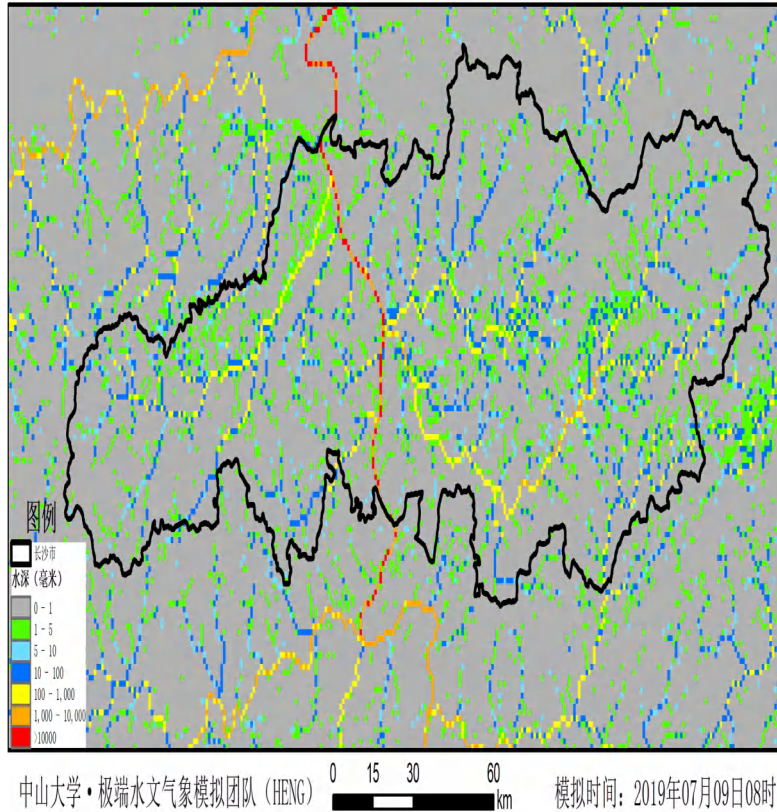 图例
长沙市
水深（毫米）
0 - 1
1 - 5
5 - 10
10 - 100
100 - 1,000
1,000 - 10,000
>10000
中山大学·极端水文气象模拟团队（HENG）
0 15 30 60
km
模拟时间：2019年07月09日08时